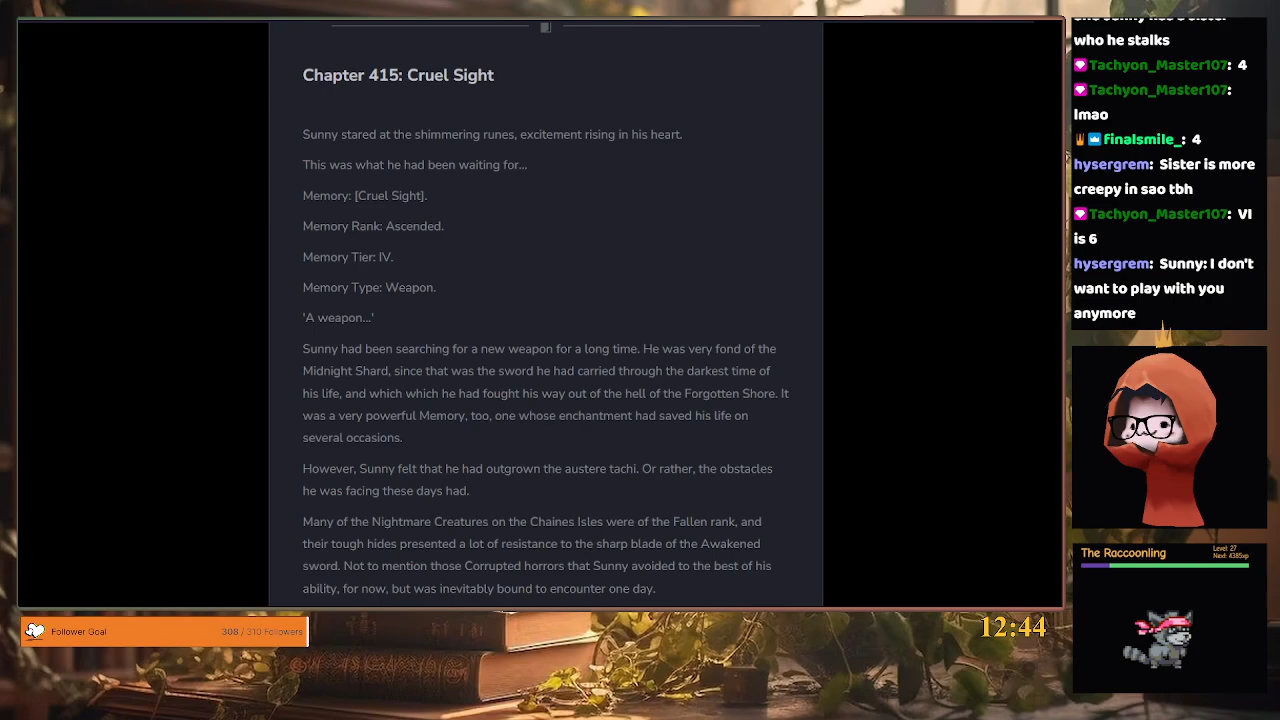 Chapter 415: Cruel Sight
Sunny stared at the shimmering runes, excitement rising in his heart.
This was what he had been waiting for...
Memory: [Cruel Sight].
Memory Rank: Ascended.
Memory Tier: IV.
Memory Type: Weapon.
'A weapon...'
Sunny had been searching for a new weapon for a long time. He was very fond of the
Midnight Shard, since that was the sword he had carried through the darkest time of
his life, and which which he had fought his way out of the hell of the Forgotten Shore. It
was a very powerful Memory, too, one whose enchantment had saved his life on
several occasions.
However, Sunny felt that he had outgrown the austere tachi. Or rather, the obstacles
he was facing these days had.
Many of the Nightmare Creatures on the Chaines Isles were of the Fallen rank, and
their tough hides presented a lot of resistance to the sharp blade of the Awakened
sword. Not to mention those Corrupted horrors that Sunny avoided to the best of his
ability, for now, but was inevitably bound to encounter one day.
who he stalks
Tachyon_Master107: 4
Tachyon_Master107:
lmao
finalsmile_: 4
hysergrem: Sister is more
creepy in sao tbh
Tachyon_Master107: VI
is 6
hysergrem: Sunny: I don't
want to play with you
anymore
The Raccoonling
Level: 27
Next: 4385xp
Follower Goal
308 / 310 Followers
12:44